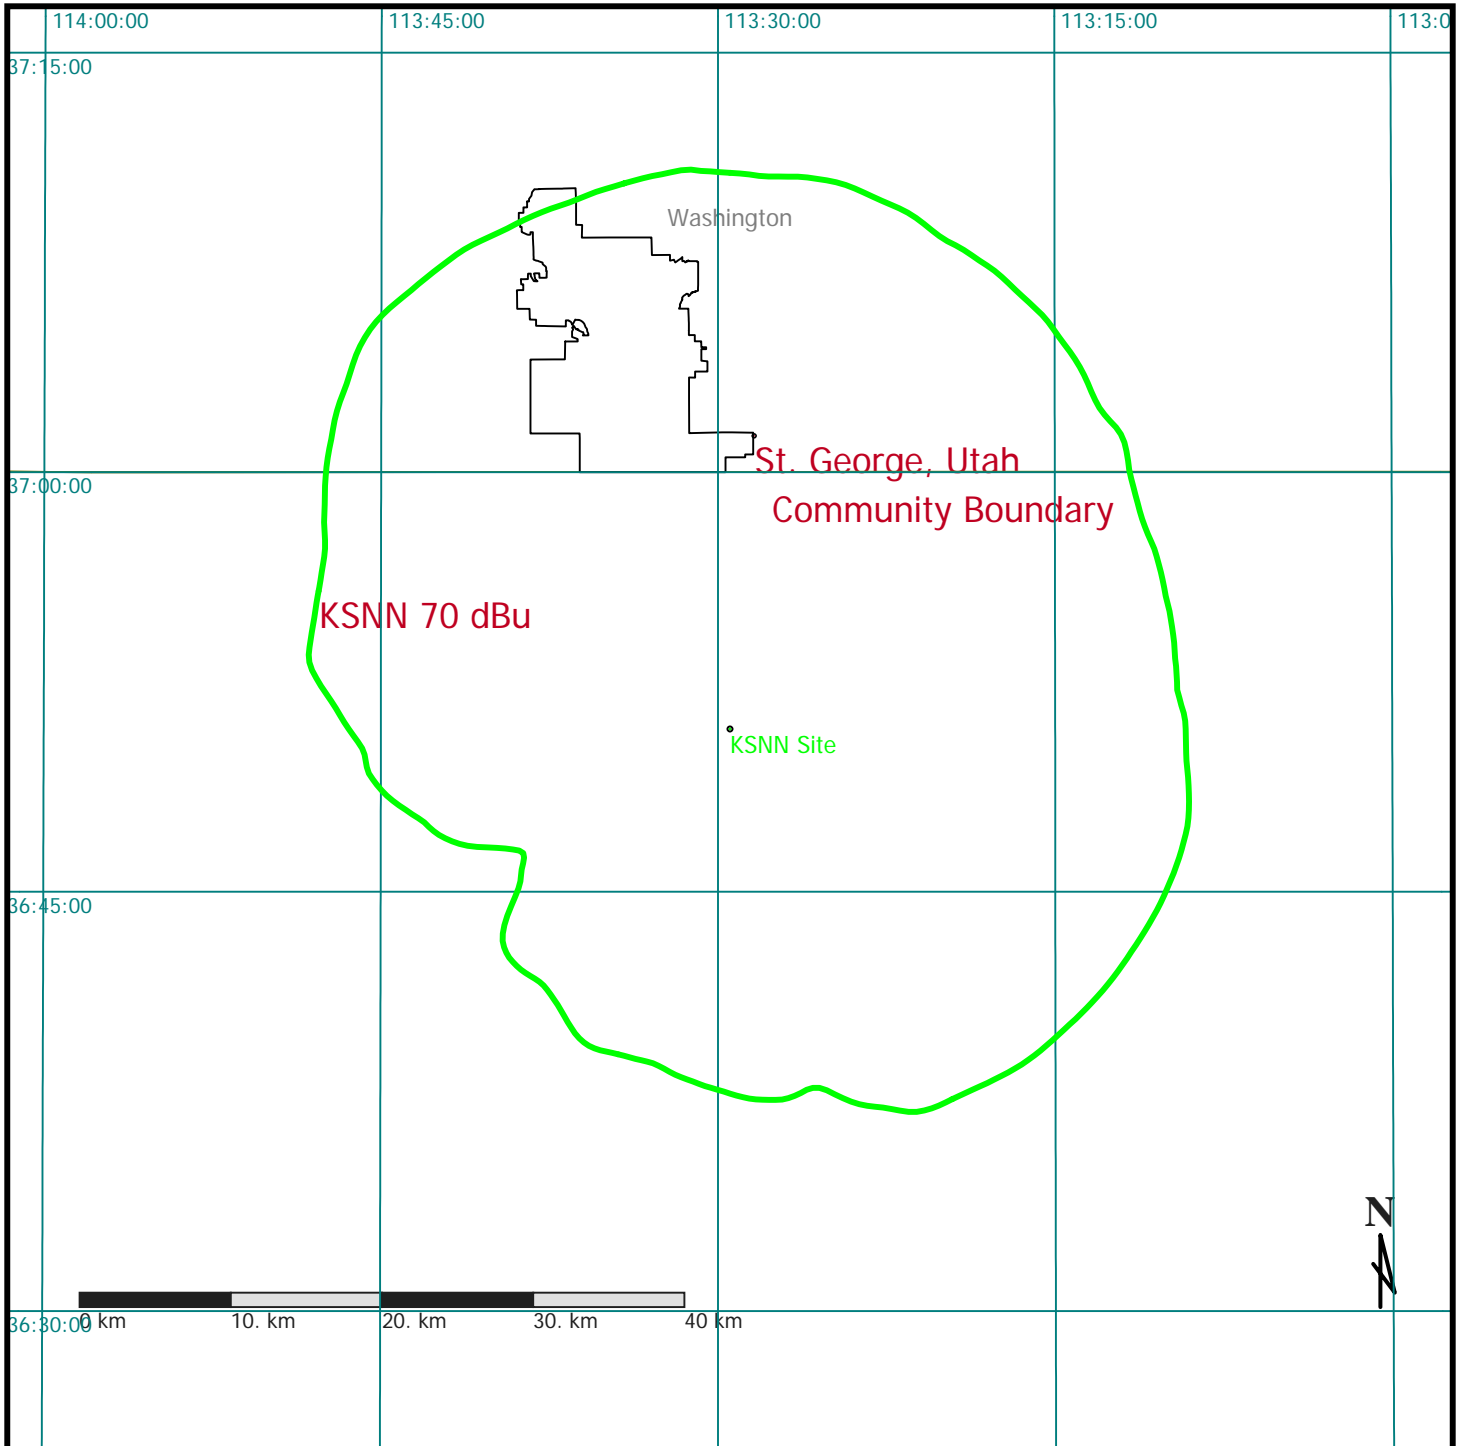 114:00:00 113:45:00 113:30:00 113:15:00 113:0
37:15:00
Washington
St. George, Utah
37:00:00
Community Boundary
KSNN 70 dBu
KSNN Site
36:45:00
N
36:30:00 0 km 10. km 20. km 30. km 40 km